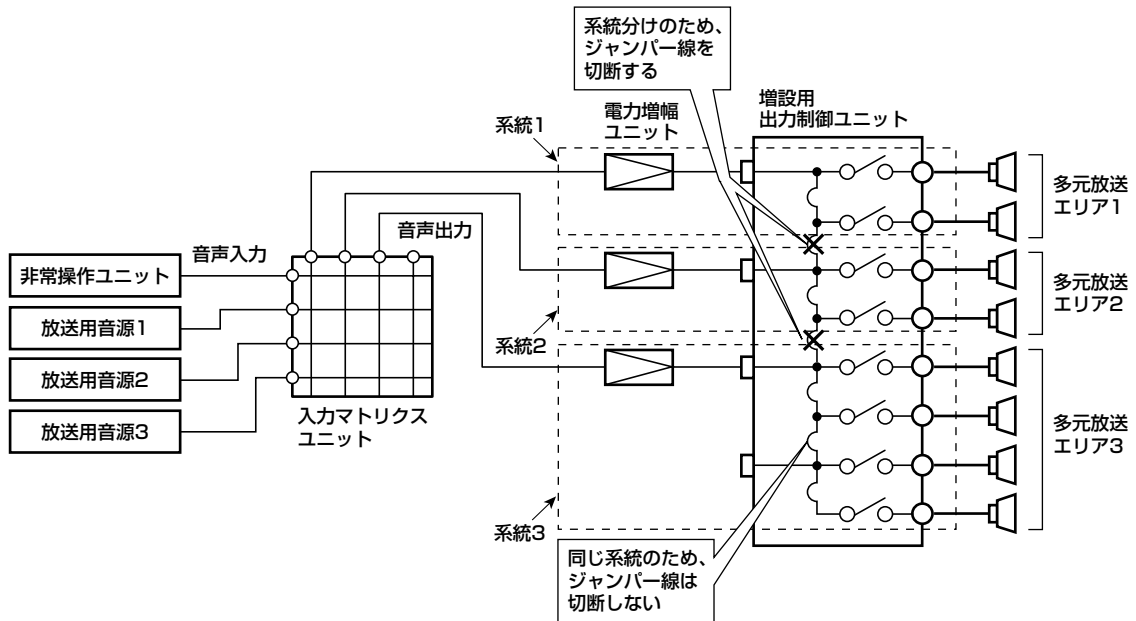 系統分けのため、
ジャンパー線を
切断する
増設用
出力制御ユニット
電力増幅
ユニット
系統1
多元放送
エリア1
音声出力
音声入力
非常操作ユニット
放送用音源1
放送用音源2
放送用音源3
入力マトリクス
ユニット
系統2
多元放送
エリア2
多元放送
エリア3
系統3
同じ系統のため、
ジャンパー線は
切断しない